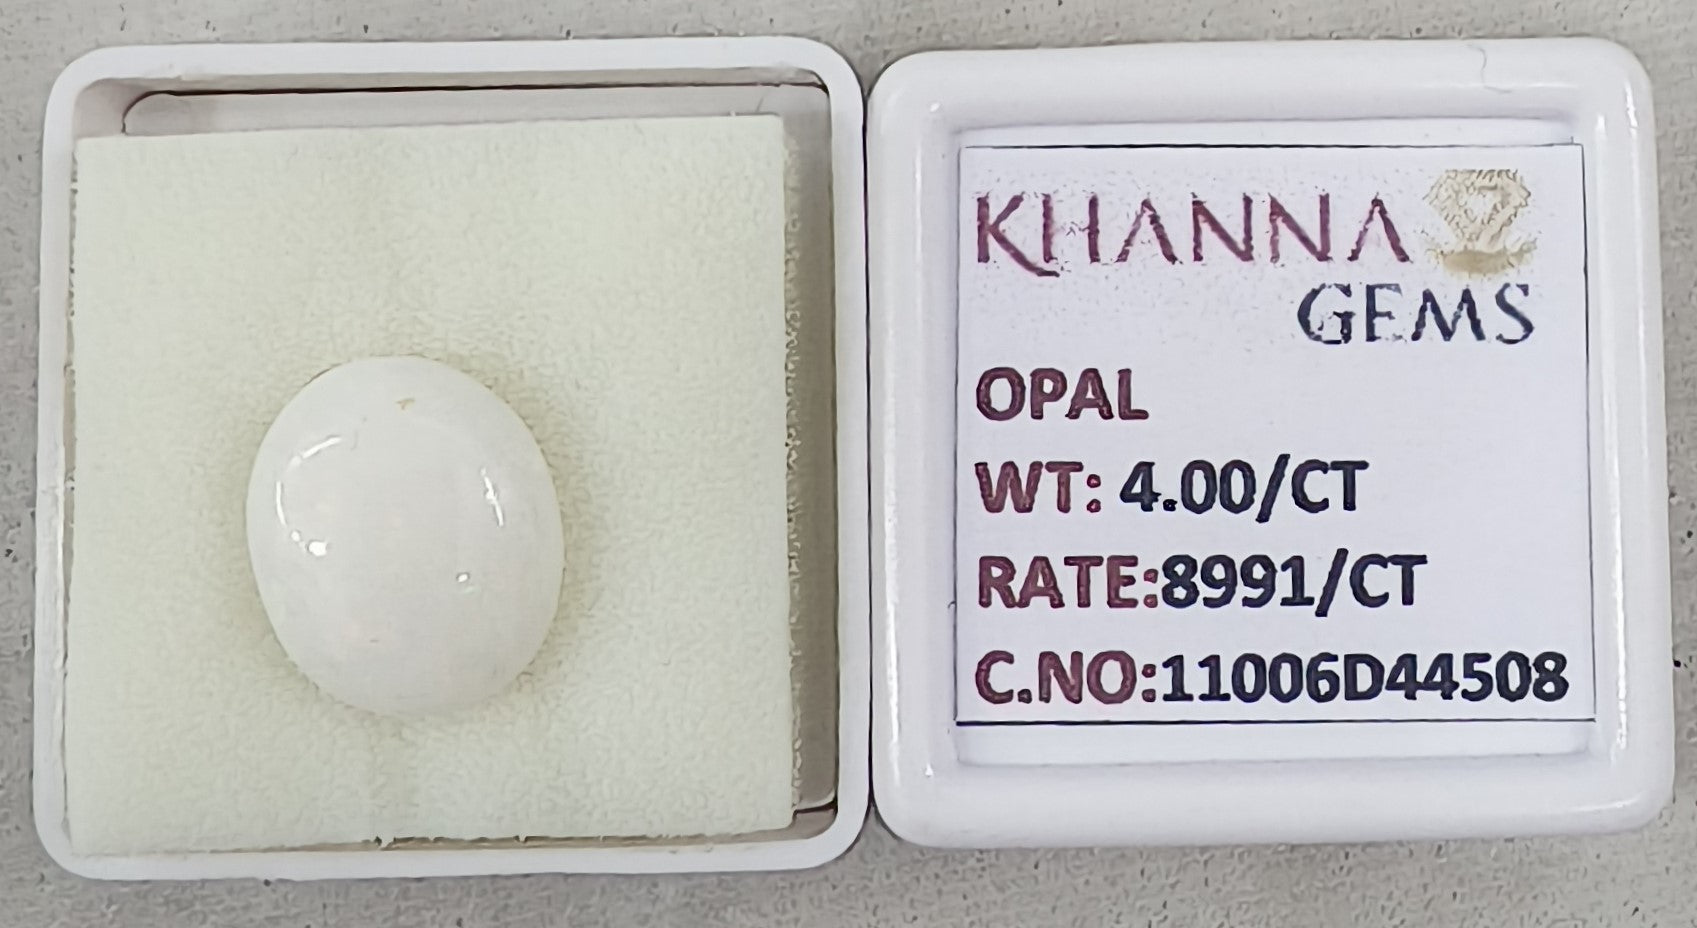 KHANNA
GEMS
OPAL
WT: 4.00/CT
RATE:8991/CT
C.NO:11006D44508